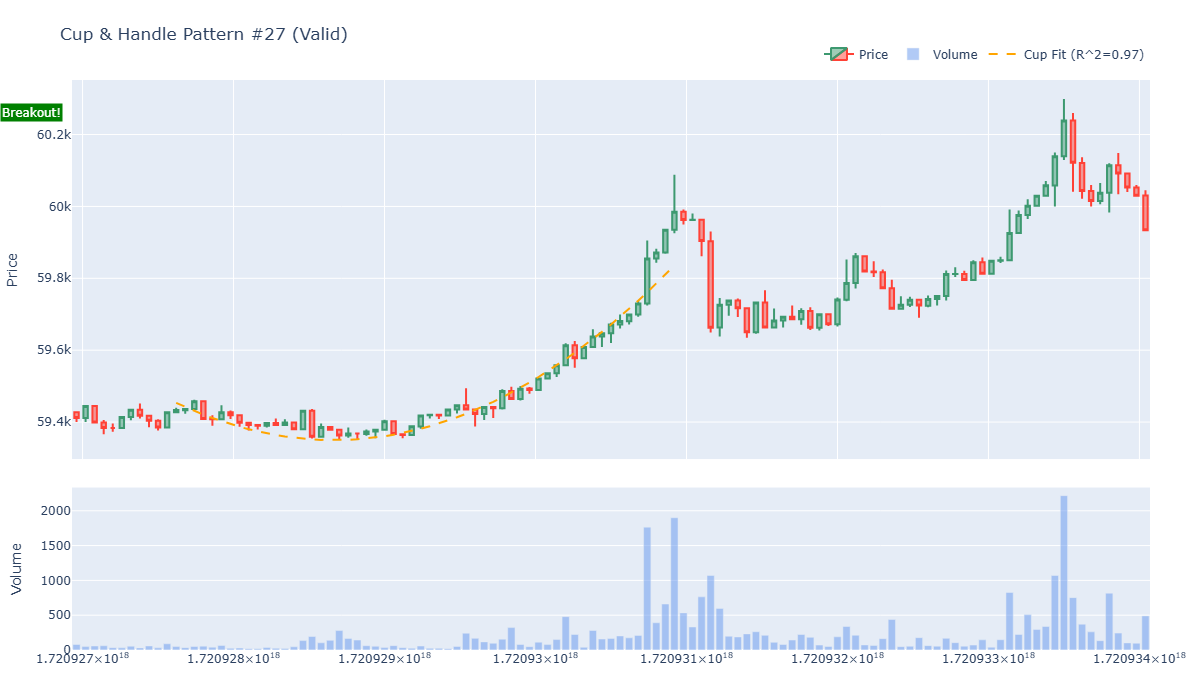 Cup & Handle Pattern #27 (Valid)
Price
Volume
Cup Fit (R^2=0.97)
Breakout!
60.2k
60k
59.8k
59.6k
59.4k
Price
2000
1500
1000
500
0
Volume
1.720927×10¹⁸
1.720928×10¹⁸
1.720929×10¹⁸
1.72093×10¹⁸
1.720931×10¹⁸
1.720932×10¹⁸
1.720933×10¹⁸
1.720934×10¹⁸